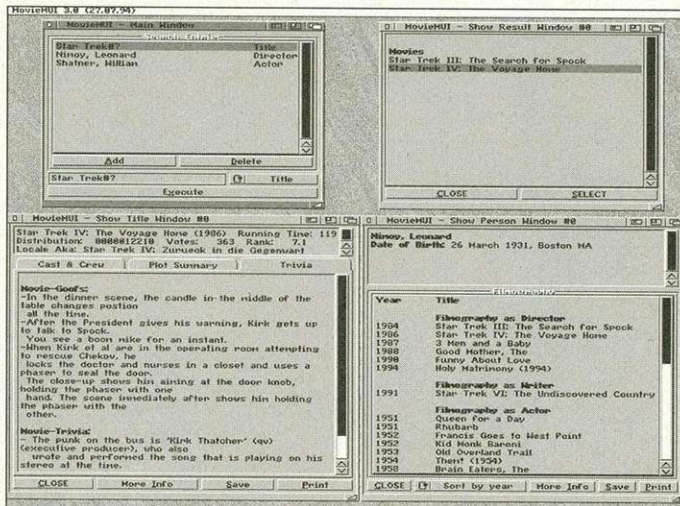 MovieMUI 3.0 (27.07.94)
MovieMUI - Main Window
Search Entries
Star Trek#? Title
Nimoy, Leonard Director
Shatner, Willian Actor
Add Delete
Star Trek#? Title
Execute
MovieMUI - Show Result Window #0
Movies
Star Trek III: The Search for Spock
Star Trek IV: The Voyage Home
CLOSE SELECT
MovieMUI - Show Title Window #0
Star Trek IV: The Voyage Home (1986) Running Time: 119
Distribution: 0000012210 Votes: 363 Rank: 7.1
Locale Aka: Star Trek IV: Zurueck in die Gegenwart
Cast & Crew Plot Summary Trivia
Movie-Goofs:
-In the dinner scene, the candle in the middle of the
table changes postion
all the time.
-After the President gives his warning, Kirk gets up
to talk to Spock.
You see a boom mike for an instant.
-When Kirk et al are in the operating room attempting
to rescue Chekov, he
locks the doctor and nurses in a closet and uses a
phaser to seal the door.
The close-up shows him aiming at the door knob,
holding the phaser with one
hand. The scene immediately after shows him holding
the phaser with the
other.
Movie-Trivia:
- The punk on the bus is 'Kirk Thatcher' (qv)
(executive producer), who also
wrote and performed the song that is playing on his
stereo at the time.
CLOSE More Info Save Print
MovieMUI - Show Person Window #0
Nimoy, Leonard
Date of Birth: 26 March 1931, Boston MA
Filmography
Year Title
Filmography as Director
1984 Star Trek III: The Search for Spock
1986 Star Trek IV: The Voyage Home
1987 3 Men and a Baby
1988 Good Mother, The
1990 Funny About Love
1994 Holy Matrimony (1994)
Filmography as Writer
1991 Star Trek VI: The Undiscovered Country
Filmography as Actor
1951 Queen for a Day
1951 Rhubarb
1952 Francis Goes to West Point
1952 Kid Monk Baroni
1953 Old Overland Trail
1954 Them! (1954)
1958 Brain Eaters, The
CLOSE Sort by year More Info Save Print